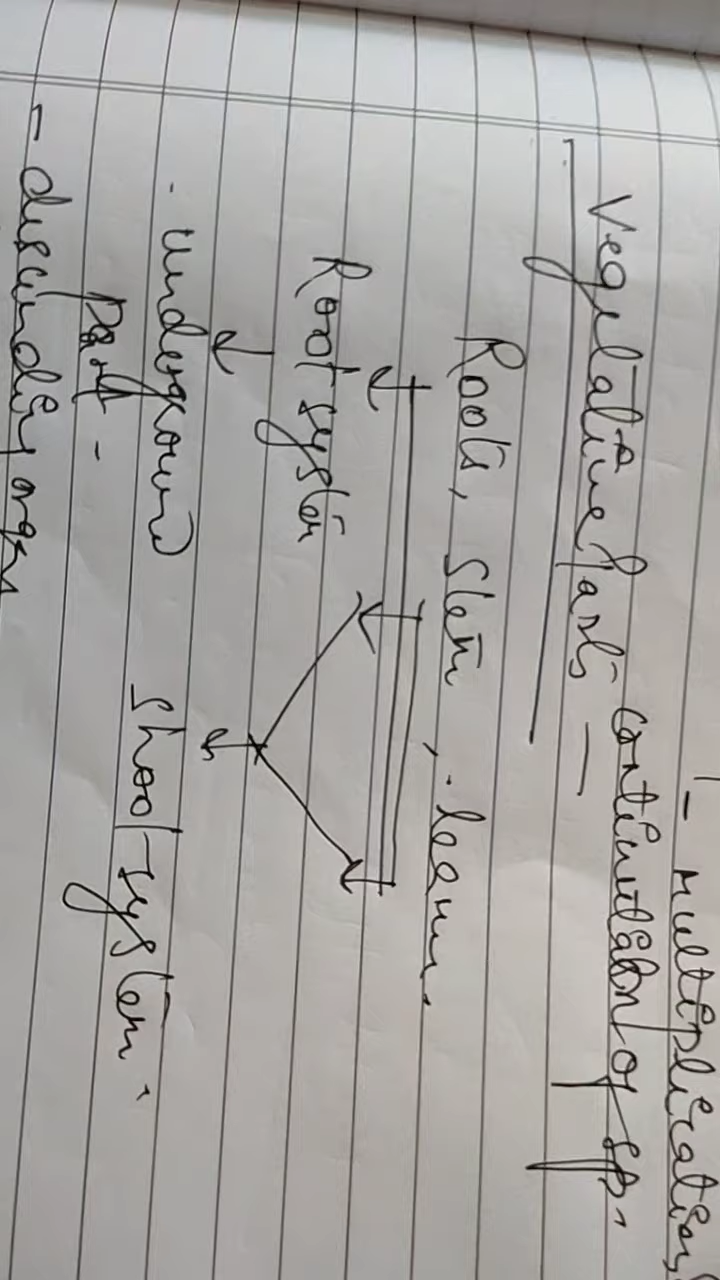 - Multiplication,
continuation of sp.
Vegetative Parts -
Roots, Stem, leaves.
Root system
Shoot system.
- underground
part -
- descending organ